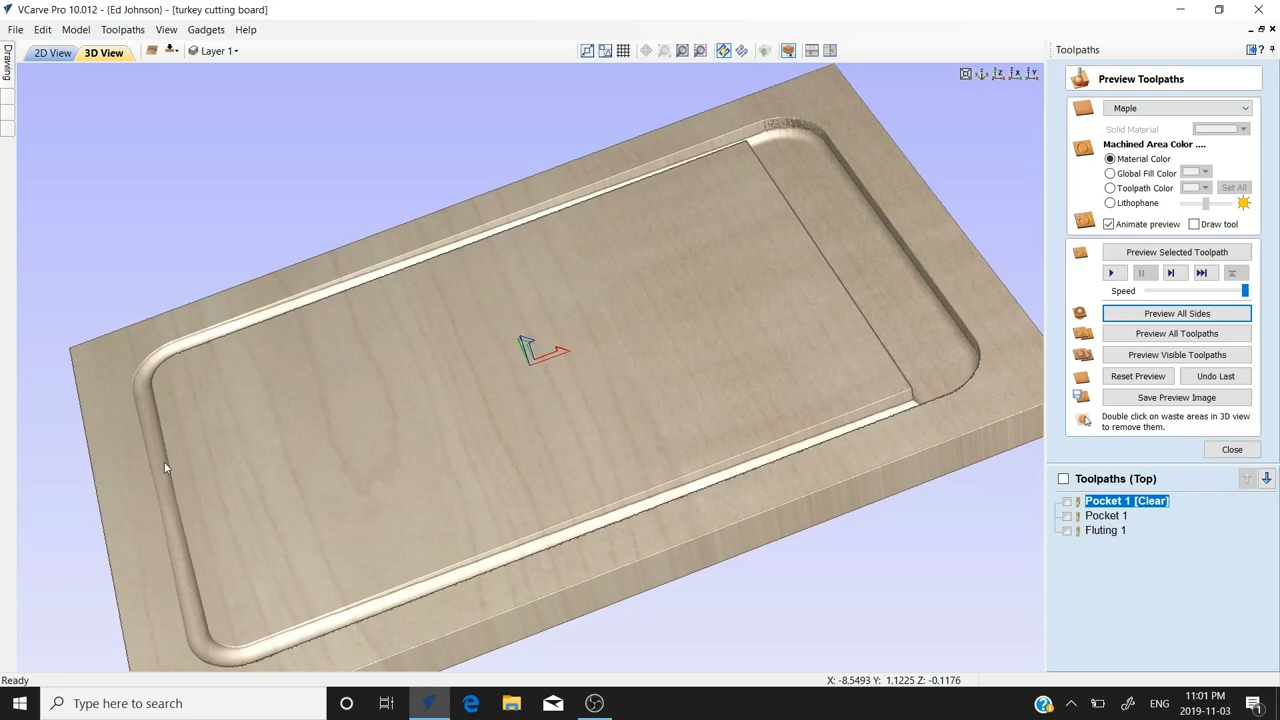 VCarve Pro 10.012 - {Ed Johnson} - [turkey cutting board]
File Edit Model Toolpaths View Gadgets Help
2D View 3D View Layer 1
Drawing
Z X Y
Toolpaths
Preview Toolpaths
Maple
Solid Material
Machined Area Color ....
Material Color
Global Fill Color
Toolpath Color Set All
Lithophane
Animate preview Draw tool
Preview Selected Toolpath
Speed
Preview All Sides
Preview All Toolpaths
Preview Visible Toolpaths
Reset Preview Undo Last
Save Preview Image
Double click on waste areas in 3D view
to remove them.
Close
Toolpaths (Top)
Pocket 1 [Clear]
Pocket 1
Fluting 1
Ready X: -8.5493 Y: 1.1225 Z: -0.1176
Type here to search
ENG
11:01 PM
2019-11-03
1